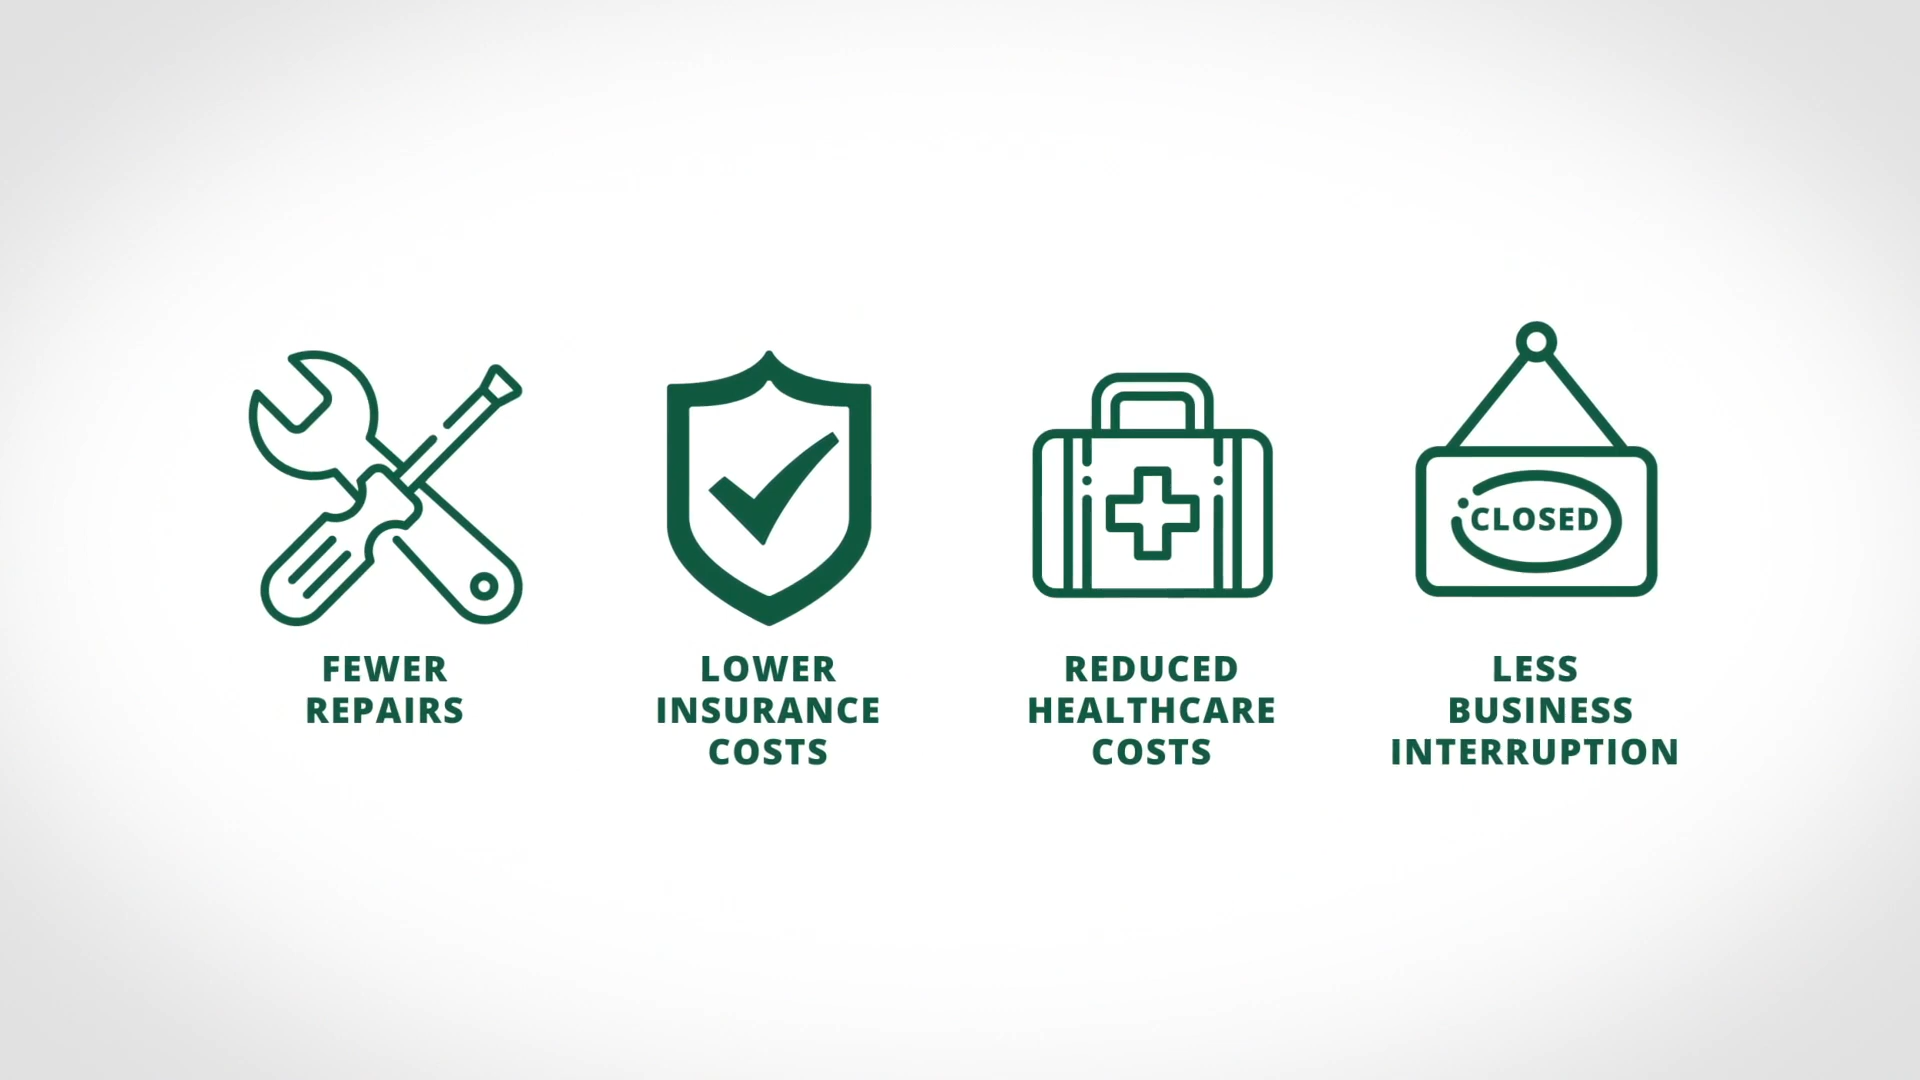 CLOSED
FEWER
REPAIRS
LOWER
INSURANCE
COSTS
REDUCED
HEALTHCARE
COSTS
LESS
BUSINESS
INTERRUPTION